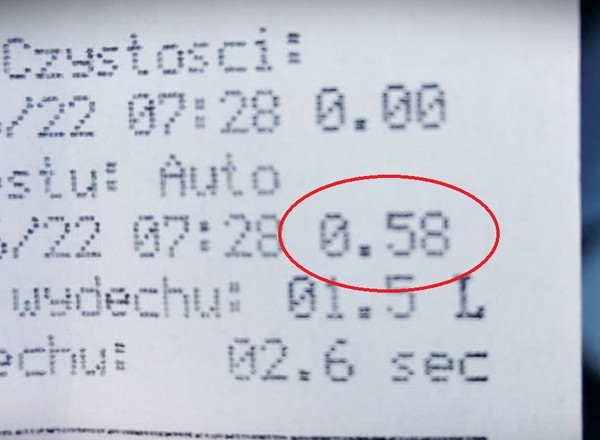 Czystosci:
/22 07:28 0.00
stu: Auto
/22 07:28 0.58
wydechu: 01.5 L
echu: 02.6 sec